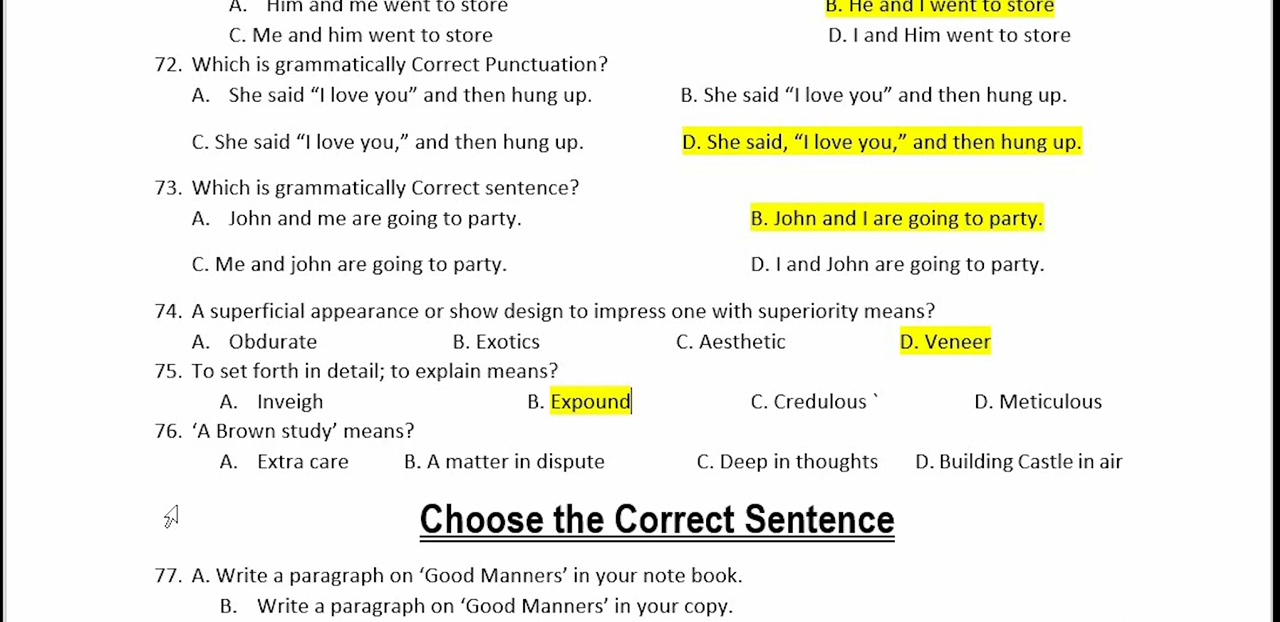 A. Him and me went to store B. He and I went to store
C. Me and him went to store D. I and Him went to store
72. Which is grammatically Correct Punctuation?
A. She said “I love you” and then hung up. B. She said “I love you” and then hung up.
C. She said “I love you,” and then hung up. D. She said, “I love you,” and then hung up.
73. Which is grammatically Correct sentence?
A. John and me are going to party. B. John and I are going to party.
C. Me and john are going to party. D. I and John are going to party.
74. A superficial appearance or show design to impress one with superiority means?
A. Obdurate B. Exotics C. Aesthetic D. Veneer
75. To set forth in detail; to explain means?
A. Inveigh B. Expound C. Credulous ` D. Meticulous
76. ‘A Brown study’ means?
A. Extra care B. A matter in dispute C. Deep in thoughts D. Building Castle in air
Choose the Correct Sentence
77. A. Write a paragraph on ‘Good Manners’ in your note book.
B. Write a paragraph on ‘Good Manners’ in your copy.